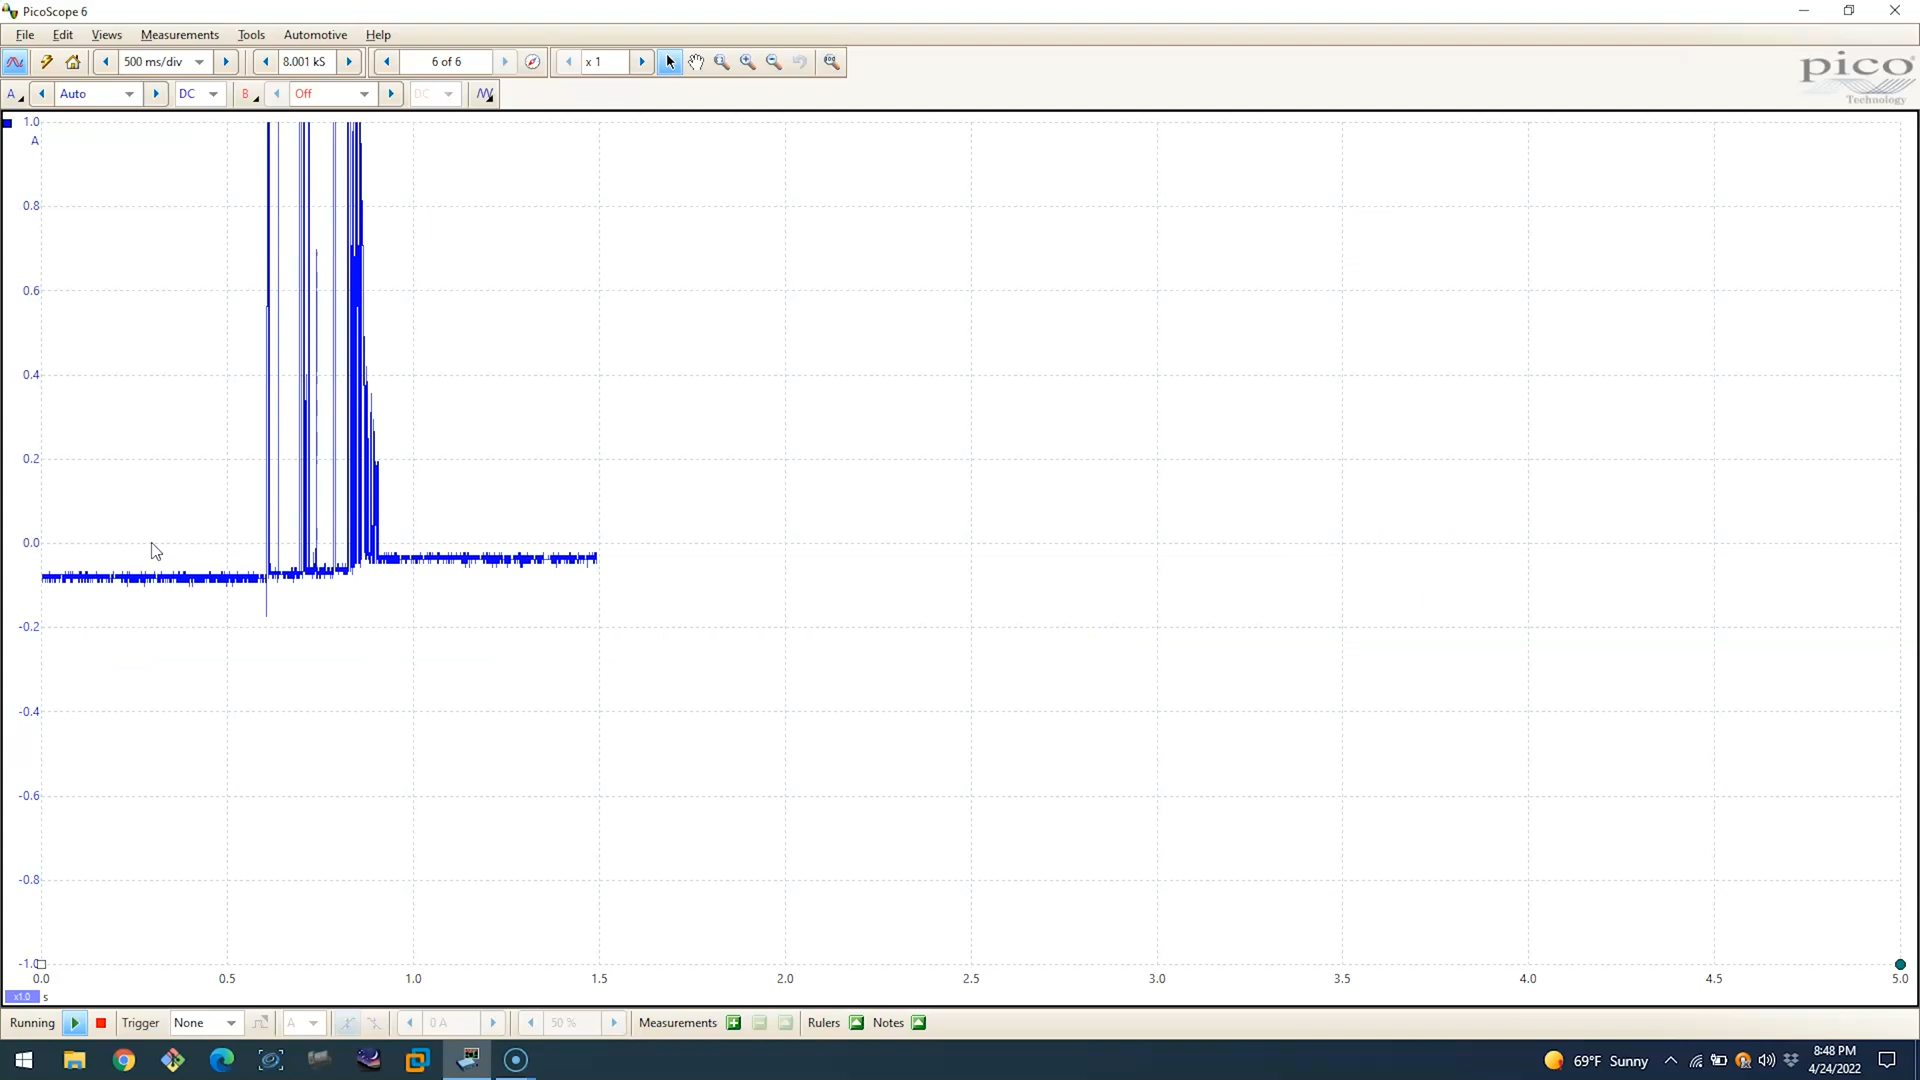 PicoScope 6
File Edit Views Measurements Tools Automotive Help
500 ms/div 8.001 kS 6 of 6 x 1
A Auto DC B Off DC
pico
Technology
1.0
A
0.8
0.6
0.4
0.2
0.0
-0.2
-0.4
-0.6
-0.8
-1.0
0.0 0.5 1.0 1.5 2.0 2.5 3.0 3.5 4.0 4.5 5.0
x1.0 s
Running Trigger None A 0 A 50 % Measurements Rulers Notes
69°F Sunny 8:48 PM
4/24/2022